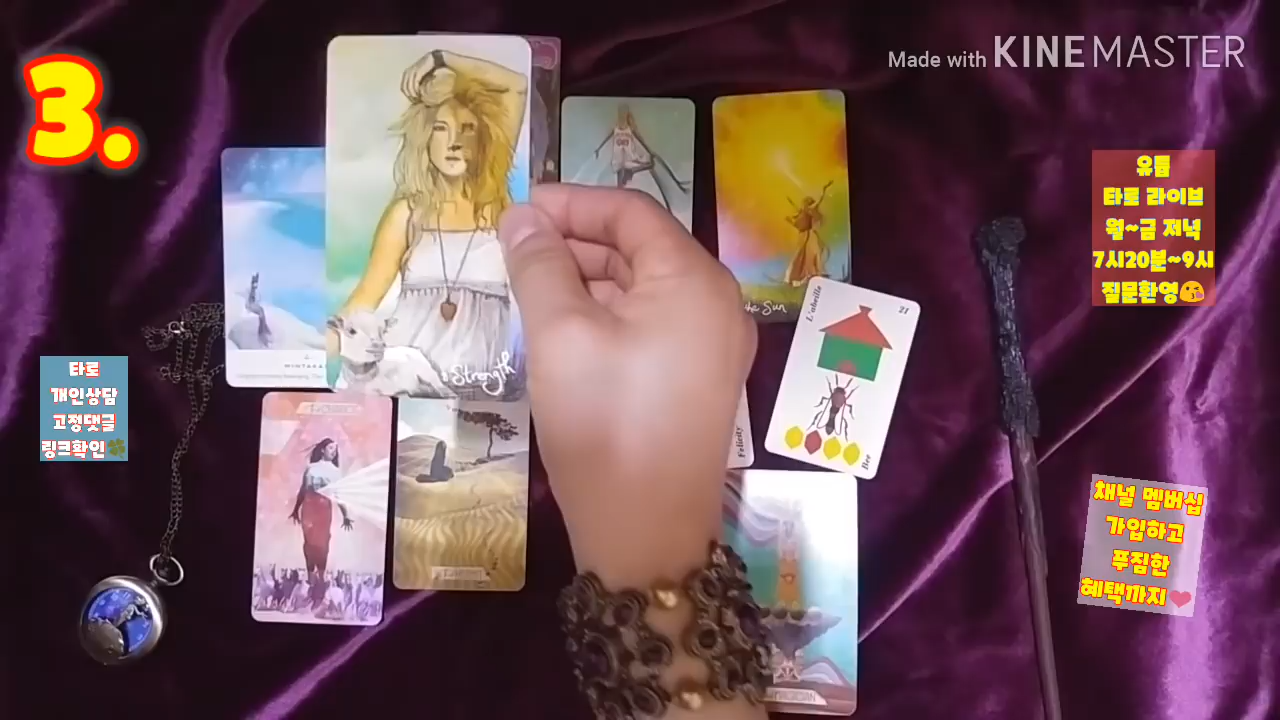 3.
Made with KINEMASTER
유튭
타로 라이브
월~금 저녁
7시20분~9시
질문환영😘
타로
개인상담
고정댓글
링크확인🍀
채널 멤버십
가입하고
푸짐한
혜택까지❤
Strength
the Sun
L'abeille
21
Bee
Felicity
MAGICIAN